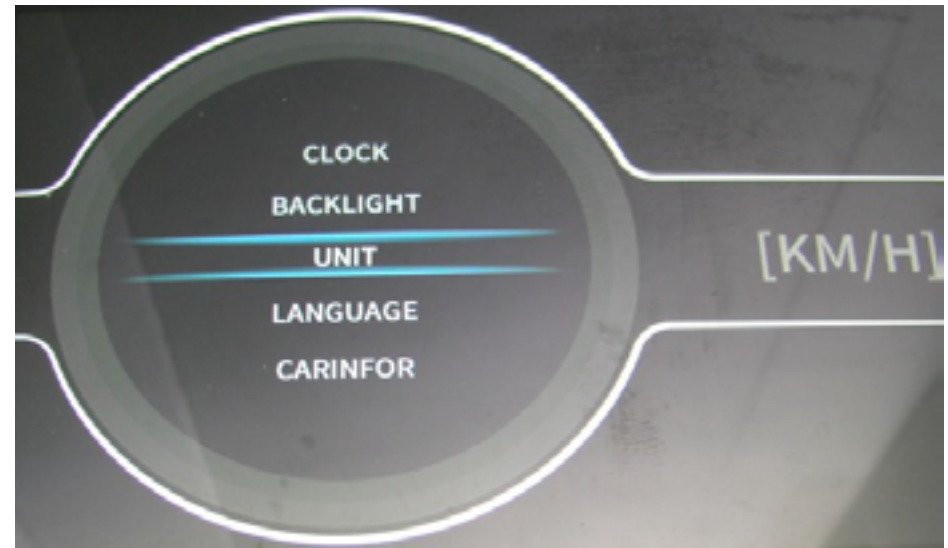 CLOCK
BACKLIGHT
UNIT
[KM/H]
LANGUAGE
CARINFOR